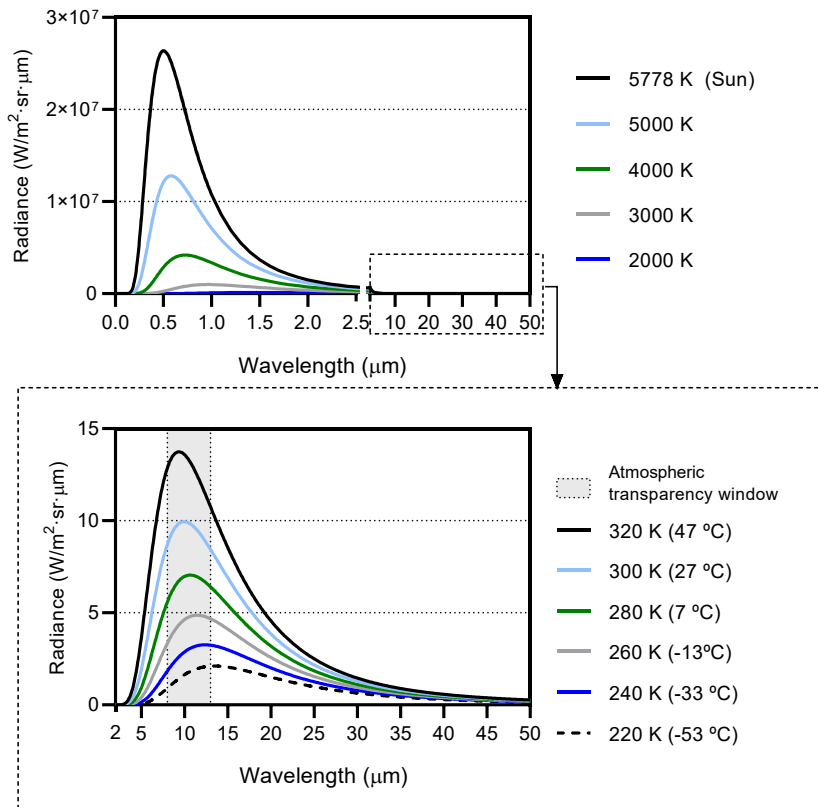 3×10⁷
2×10⁷
1×10⁷
0
Radiance (W/m²·sr·μm)
0.0 0.5 1.0 1.5 2.0 2.5 10 20 30 40 50
Wavelength (μm)
5778 K (Sun)
5000 K
4000 K
3000 K
2000 K
15
10
5
0
Radiance (W/m²·sr·μm)
2 5 10 15 20 25 30 35 40 45 50
Wavelength (μm)
Atmospheric
transparency window
320 K (47 ºC)
300 K (27 ºC)
280 K (7 ºC)
260 K (-13ºC)
240 K (-33 ºC)
220 K (-53 ºC)